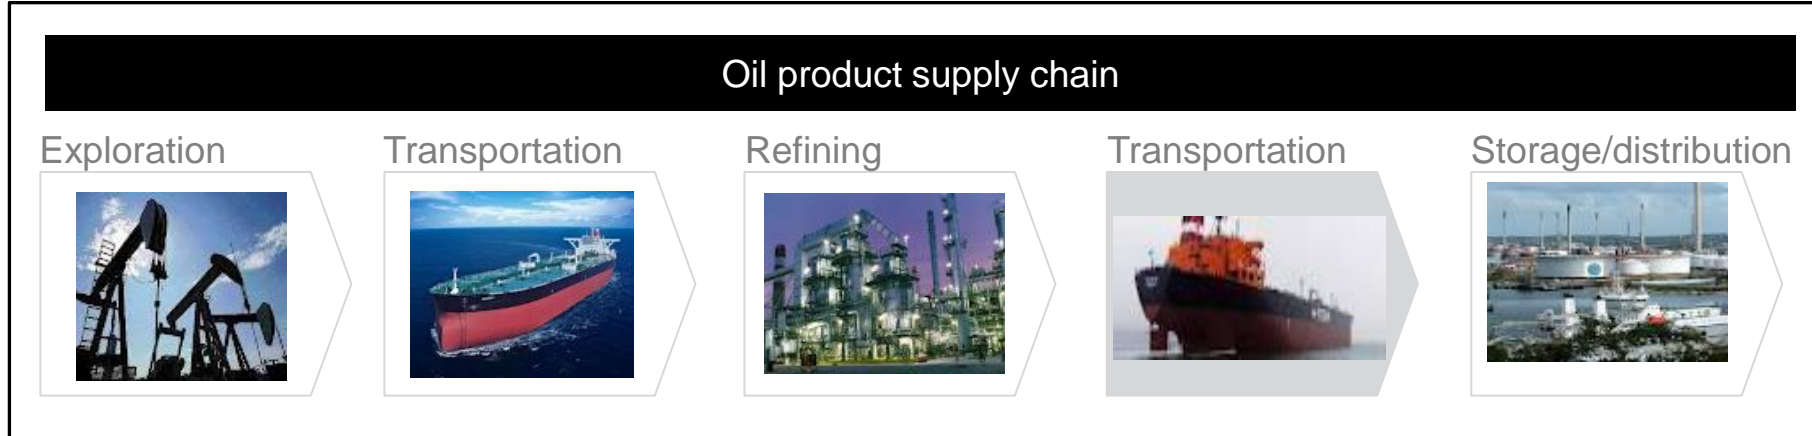 Oil product supply chain
Exploration
Transportation
Refining
Transportation
Storage/distribution